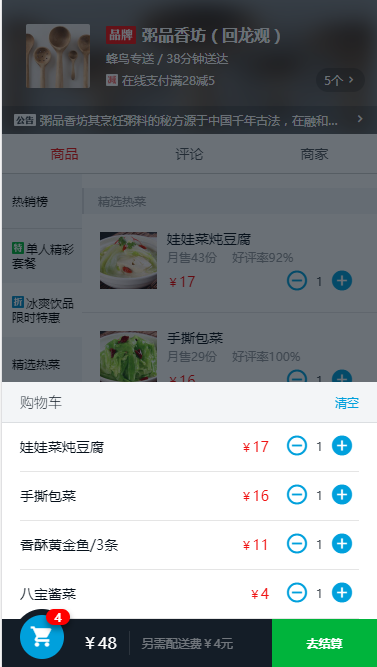 品牌 粥品香坊（回龙观）
蜂鸟专送 / 38分钟送达
减 在线支付满28减5
5个 >
公告 粥品香坊其烹饪粥料的秘方源于中国千年古法，在融和... >
商品 评论 商家
热销榜
特 单人精彩
套餐
折 冰爽饮品
限时特惠
精选热菜
精选热菜
娃娃菜炖豆腐
月售43份 好评率92%
￥17
1
手撕包菜
月售29份 好评率100%
￥16
1
购物车 清空
娃娃菜炖豆腐 ￥17 1
手撕包菜 ￥16 1
香酥黄金鱼/3条 ￥11 1
八宝酱菜 ￥4 1
4
￥48 另需配送费￥4元 去结算